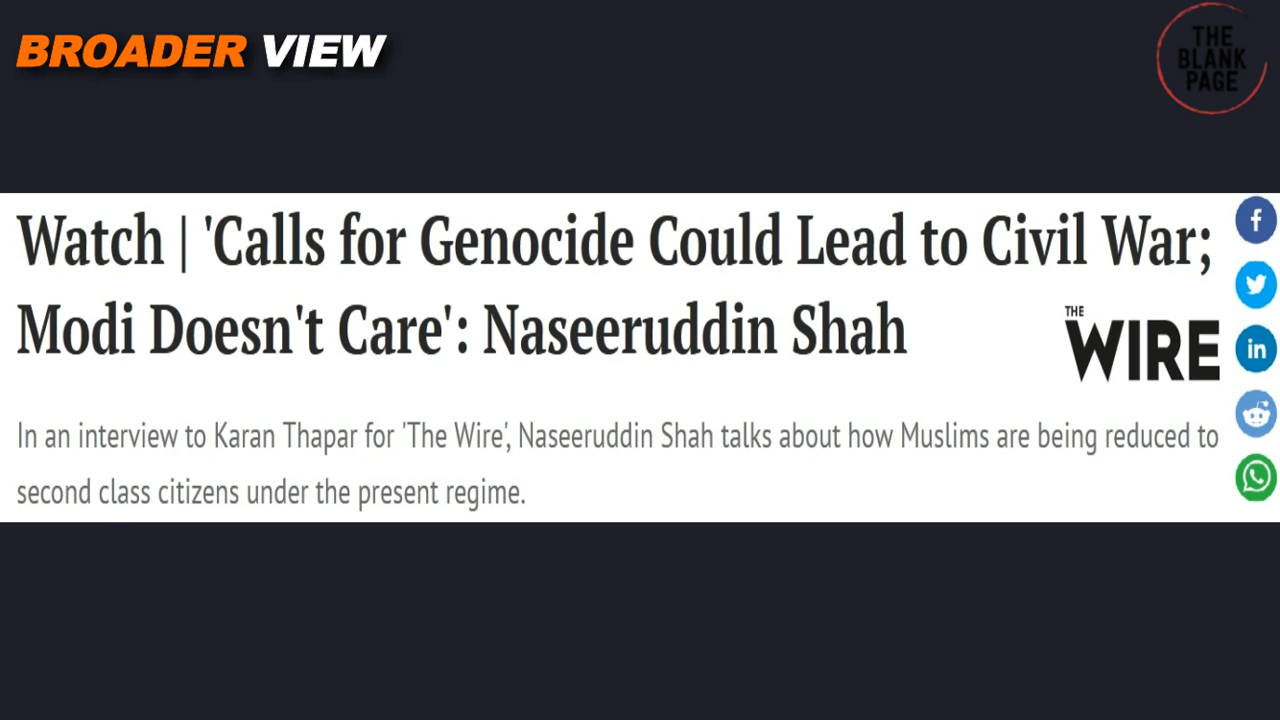 BROADER VIEW
THE
BLANK
PAGE
Watch | 'Calls for Genocide Could Lead to Civil War;
Modi Doesn't Care': Naseeruddin Shah
THE
WIRE
In an interview to Karan Thapar for 'The Wire', Naseeruddin Shah talks about how Muslims are being reduced to
second class citizens under the present regime.